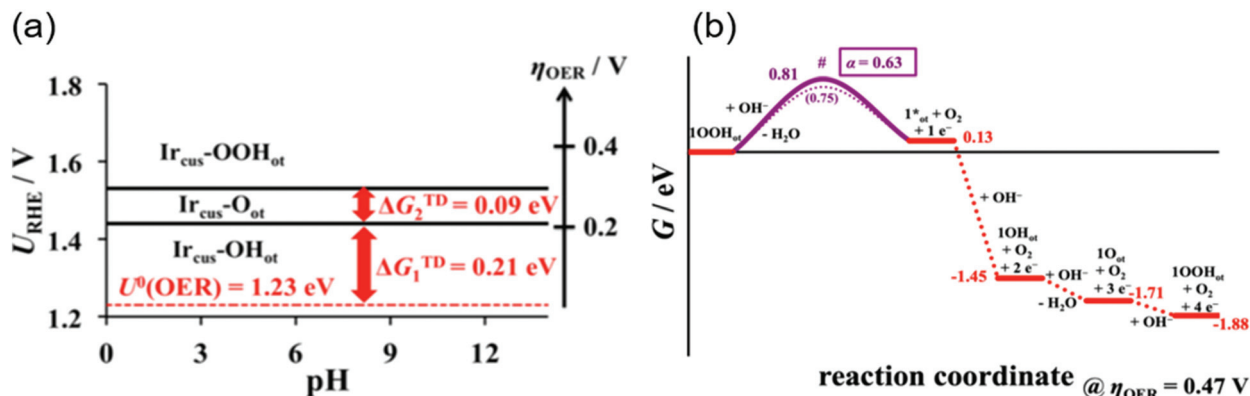 (a)
η_OER / V
1.8
1.6
1.4
1.2
U_RHE / V
Ir_cus-OOH_ot
Ir_cus-O_ot
Ir_cus-OH_ot
ΔG₂^TD = 0.09 eV
ΔG₁^TD = 0.21 eV
U⁰(OER) = 1.23 eV
0.4
0.2
0
3
6
9
12
pH
(b)
G / eV
0.81
#
α = 0.63
(0.75)
+ OH⁻
- H₂O
1OOH_ot
1*_ot + O₂
+ 1 e⁻
0.13
+ OH⁻
1OH_ot
+ O₂
+ 2 e⁻
-1.45
+ OH⁻
- H₂O
1O_ot
+ O₂
+ 3 e⁻
-1.71
+ OH⁻
1OOH_ot
+ O₂
+ 4 e⁻
-1.88
reaction coordinate @ η_OER = 0.47 V